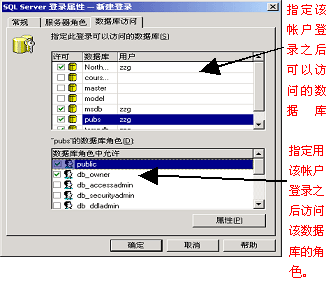 SQL Server 登录属性 — 新建登录
常规
服务器角色
数据库访问
指定此登录可以访问的数据库(S)
许可 数据库 用户
North... zzg
cours...
master
model
msdb zzg
pubs zzg
"pubs"的数据库角色(D)
数据库角色中允许
public
db_owner
db_accessadmin
db_securityadmin
db_ddladmin
属性(P)
确定
取消
帮助
指定该
帐户登
录之后
可以访
问的数
据库
指定用
该帐户
登录之
后访问
该数据
库的角
色。